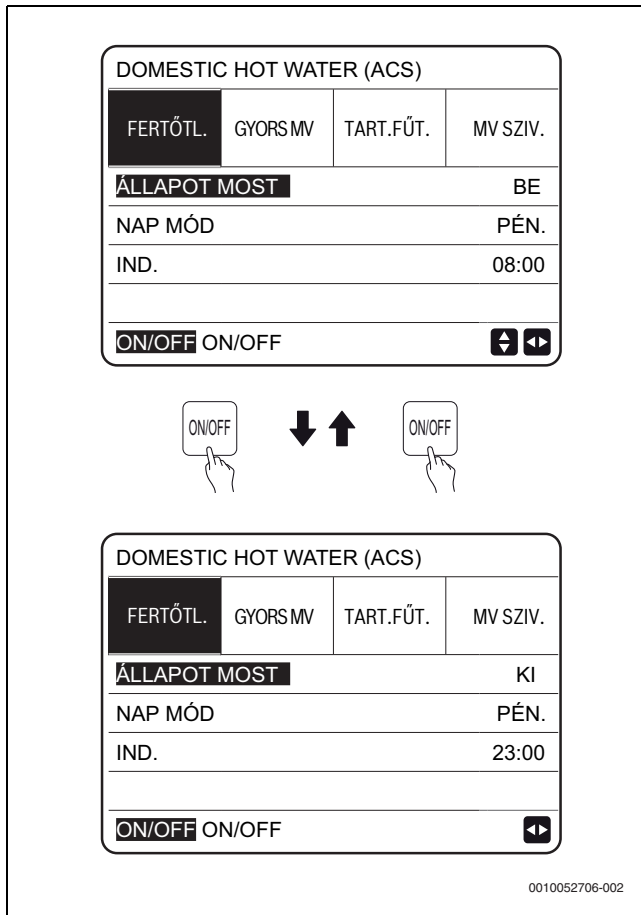 DOMESTIC HOT WATER (ACS)
FERTŐTL. GYORS MV TART.FŰT. MV SZIV.
ÁLLAPOT MOST BE
NAP MÓD PÉN.
IND. 08:00
ON/OFF ON/OFF
ON/OFF ON/OFF
DOMESTIC HOT WATER (ACS)
FERTŐTL. GYORS MV TART.FŰT. MV SZIV.
ÁLLAPOT MOST KI
NAP MÓD PÉN.
IND. 23:00
ON/OFF ON/OFF
0010052706-002